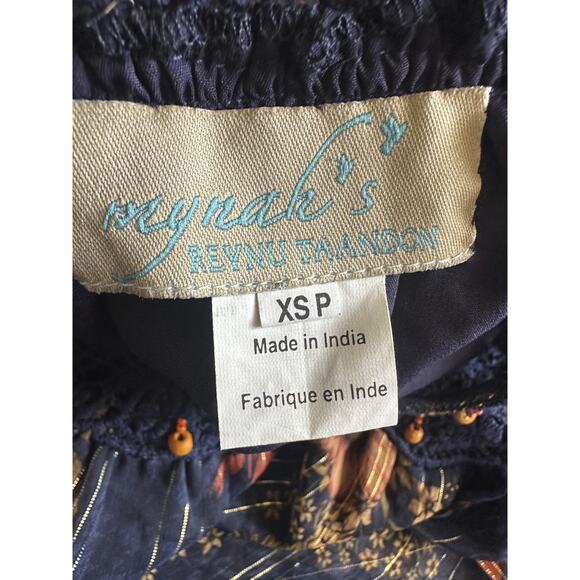 mynah's
REYNU TAANDON
XS P
Made in India
Fabrique en Inde